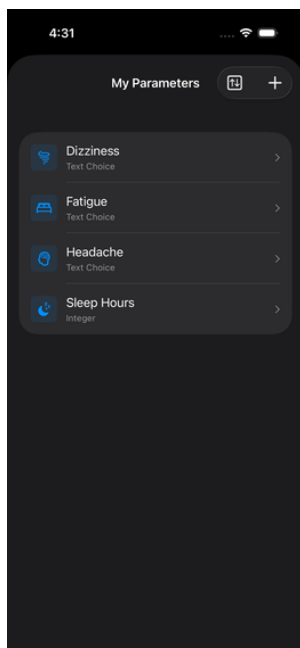 4:31
My Parameters
Dizziness
Text Choice
Fatigue
Text Choice
Headache
Text Choice
Sleep Hours
Integer